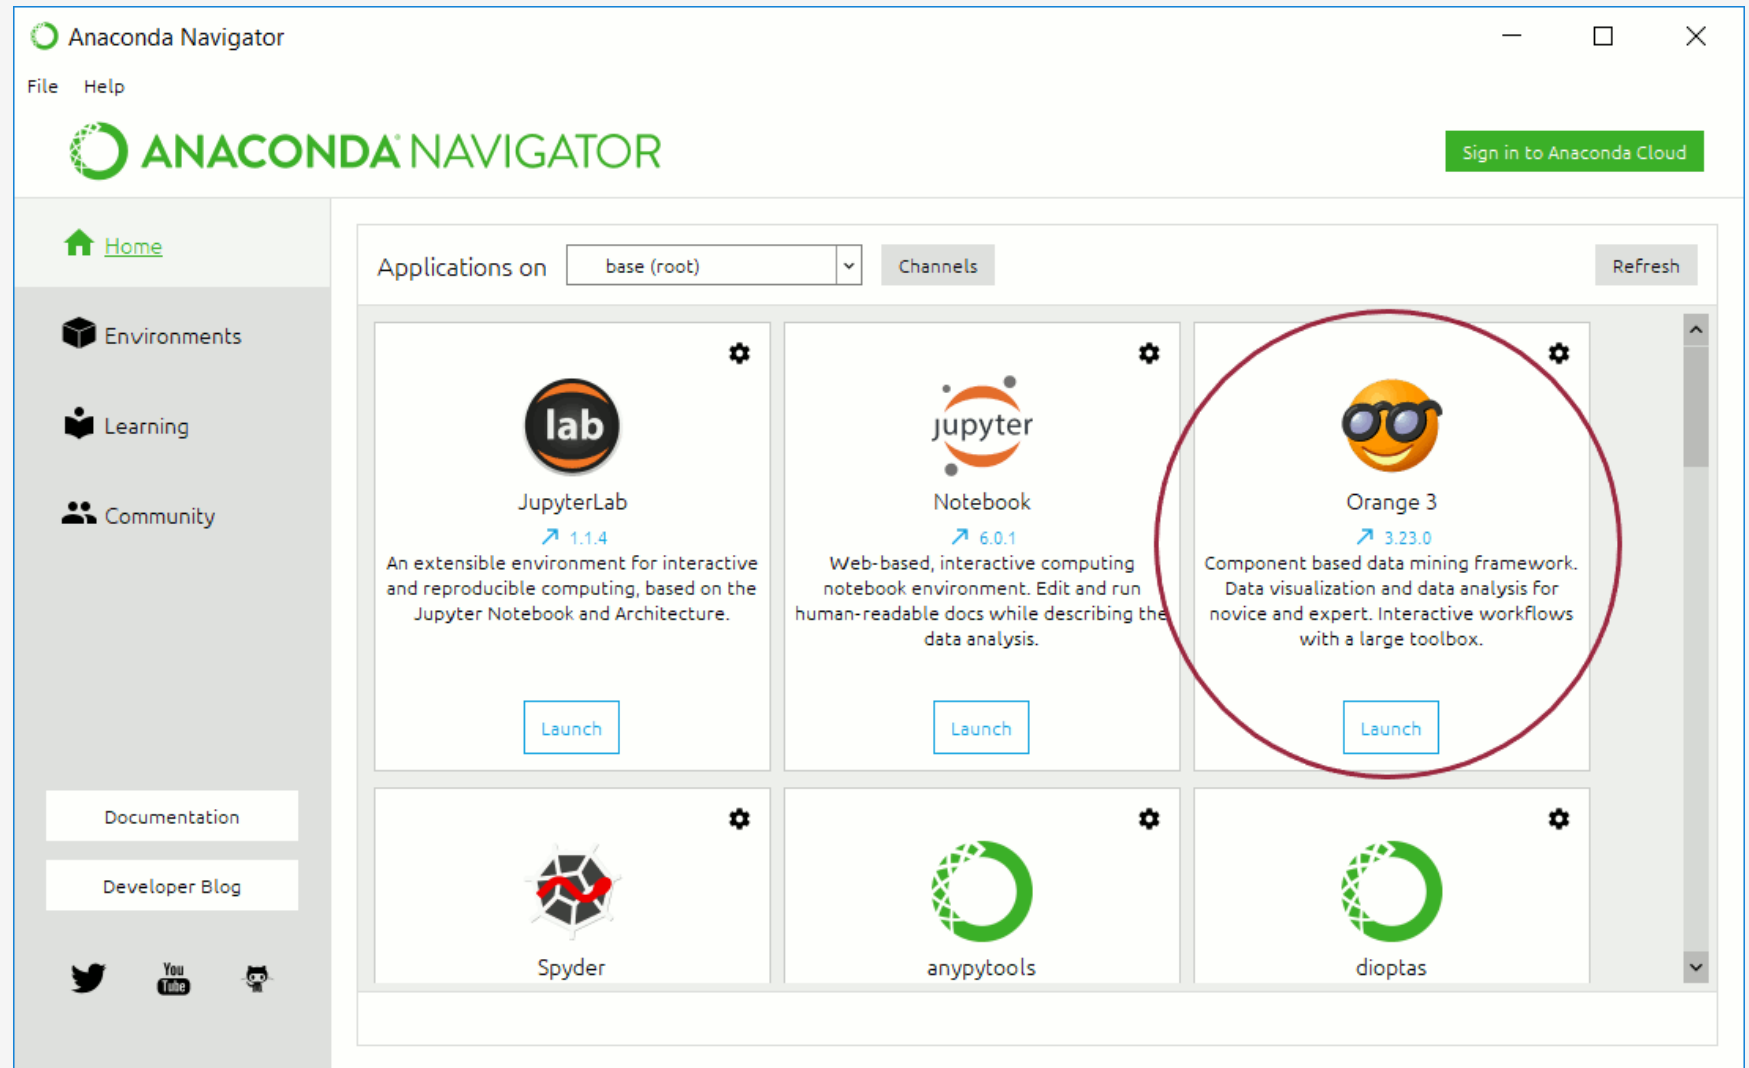 Anaconda Navigator
File Help
ANACONDA NAVIGATOR
Sign in to Anaconda Cloud
Home
Environments
Learning
Community
Documentation
Developer Blog
You
Tube
Applications on base (root) Channels Refresh
lab
JupyterLab
1.1.4
An extensible environment for interactive
and reproducible computing, based on the
Jupyter Notebook and Architecture.
Launch
jupyter
Notebook
6.0.1
Web-based, interactive computing
notebook environment. Edit and run
human-readable docs while describing the
data analysis.
Launch
Orange 3
3.23.0
Component based data mining framework.
Data visualization and data analysis for
novice and expert. Interactive workflows
with a large toolbox.
Launch
Spyder
anypytools
dioptas